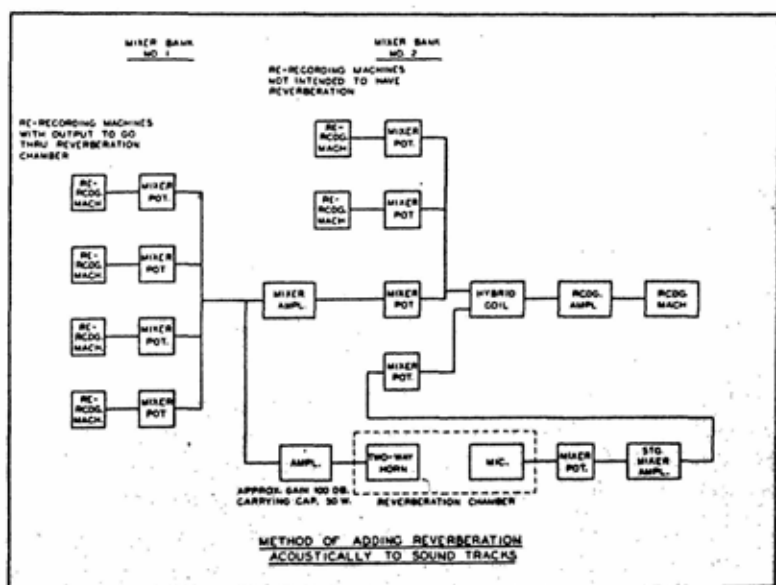 MIXER BANK
NO. 1
MIXER BANK
NO. 2
RE-RECORDING MACHINES
NOT INTENDED TO HAVE
REVERBERATION
RE-RECORDING MACHINES
WITH OUTPUT TO GO
THRU REVERBERATION
CHAMBER
RE-
RCDG.
MACH.
MIXER
POT.
RE-
RCDG.
MACH.
MIXER
POT
RE-
RCDG.
MACH
MIXER
POT.
RE-
RCDG.
MACH.
MIXER
POT
RE-
RCDG.
MACH.
MIXER
POT
RE-
RCDG.
MACH.
MIXER
POT
MIXER
AMPL.
MIXER
POT
HYBRID
COIL
RCDG.
AMPL
RCDG
MACH
MIXER
POT.
AMPL.
TWO-WAY
HORN
MIC.
MIXER
POT.
STG.
MIXER
AMPL.
APPROX. GAIN 100 DB.
CARRYING CAP. 50 W.
REVERBERATION CHAMBER
METHOD OF ADDING REVERBERATION
ACOUSTICALLY TO SOUND TRACKS